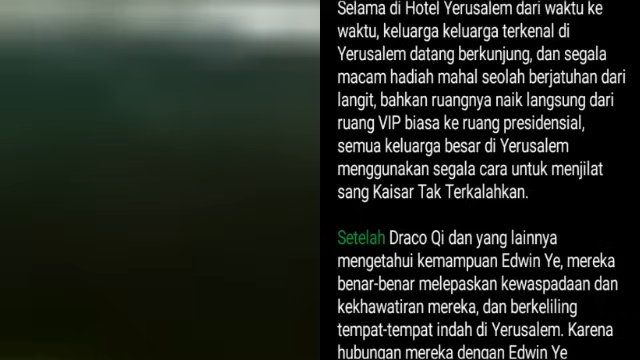 Selama di Hotel Yerusalem dari waktu ke
waktu, keluarga keluarga terkenal di
Yerusalem datang berkunjung, dan segala
macam hadiah mahal seolah berjatuhan dari
langit, bahkan ruangnya naik langsung dari
ruang VIP biasa ke ruang presidensial,
semua keluarga besar di Yerusalem
menggunakan segala cara untuk menjilat
sang Kaisar Tak Terkalahkan.
Setelah Draco Qi dan yang lainnya
mengetahui kemampuan Edwin Ye, mereka
benar-benar melepaskan kewaspadaan dan
kekhawatiran mereka, dan berkeliling
tempat-tempat indah di Yerusalem. Karena
hubungan mereka dengan Edwin Ye